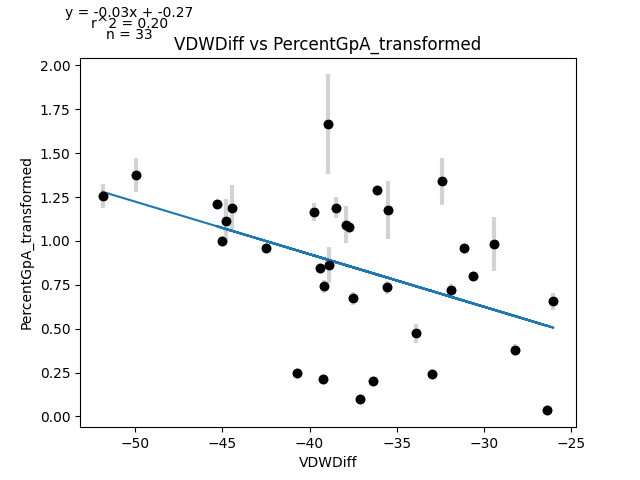 y = -0.03x + -0.27
r^2 = 0.20
n = 33
VDWDiff vs PercentGpA_transformed
PercentGpA_transformed
2.00
1.75
1.50
1.25
1.00
0.75
0.50
0.25
0.00
−50
−45
−40
−35
−30
−25
VDWDiff